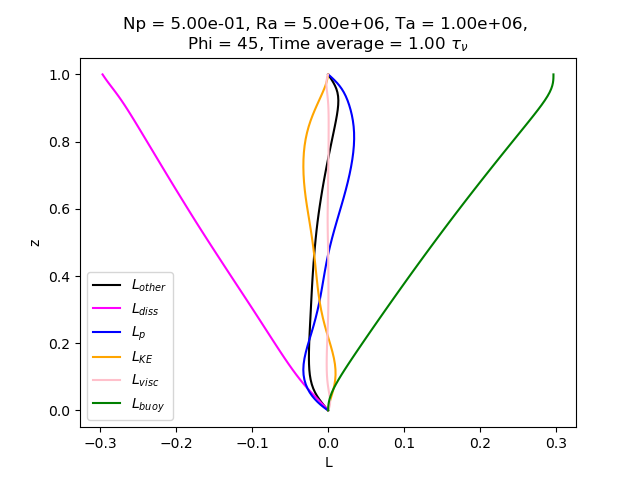 Np = 5.00e-01, Ra = 5.00e+06, Ta = 1.00e+06,
Phi = 45, Time average = 1.00 τν
1.0
0.8
0.6
0.4
0.2
0.0
z
L_other
L_diss
L_p
L_KE
L_visc
L_buoy
−0.3 −0.2 −0.1 0.0 0.1 0.2 0.3
L